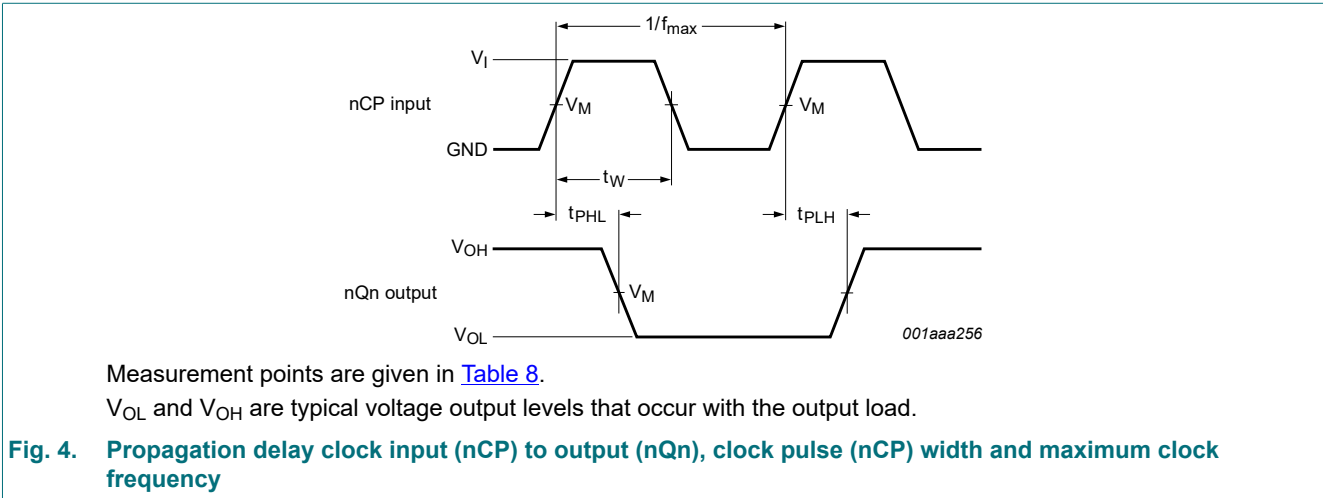 1/fmax
VI
nCP input
VM
VM
GND
tW
tPHL
tPLH
VOH
nQn output
VM
VOL
001aaa256
Measurement points are given in Table 8.
VOL and VOH are typical voltage output levels that occur with the output load.
Fig. 4. Propagation delay clock input (nCP) to output (nQn), clock pulse (nCP) width and maximum clock
frequency